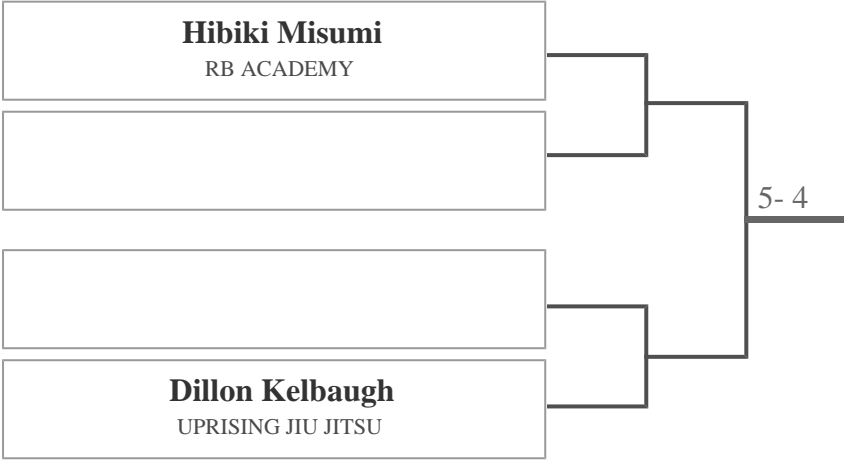 Hibiki Misumi
RB ACADEMY
5- 4
Dillon Kelbaugh
UPRISING JIU JITSU